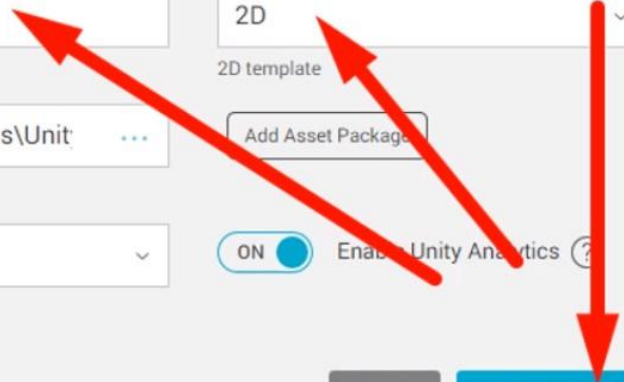 2D
2D template
s\Unit
Add Asset Package
ON Enable Unity Analytics ?